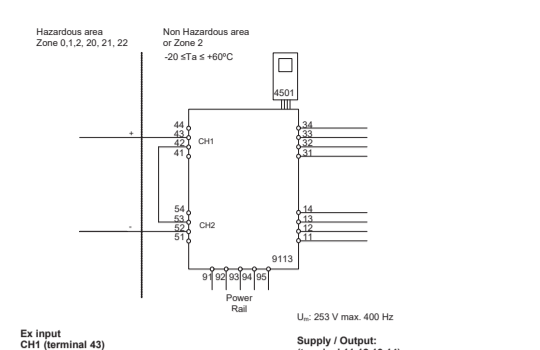 Hazardous area
Zone 0,1,2, 20, 21, 22
Non Hazardous area
or Zone 2
-20 ≤Ta ≤ +60ºC
4501
44
43
42
41
+
CH1
34
33
32
31
54
53
52
51
-
CH2
14
13
12
11
9113
91 92 93 94 95
Power
Rail
Um: 253 V max. 400 Hz
Ex input
CH1 (terminal 43)
Supply / Output: